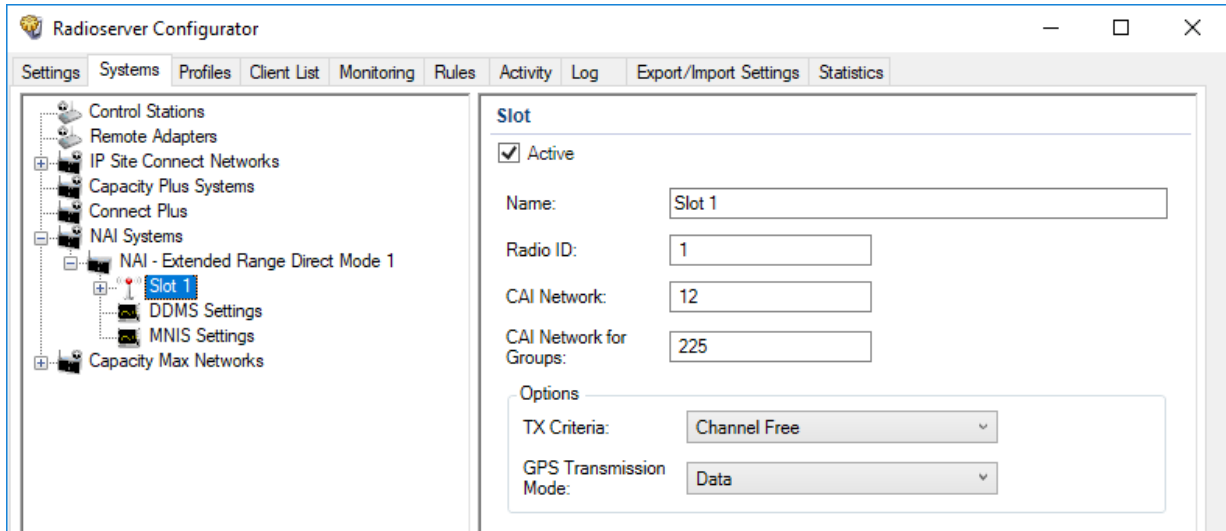 Radioserver Configurator
Settings Systems Profiles Client List Monitoring Rules Activity Log Export/Import Settings Statistics
Control Stations
Remote Adapters
IP Site Connect Networks
Capacity Plus Systems
Connect Plus
NAI Systems
NAI - Extended Range Direct Mode 1
Slot 1
DDMS Settings
MNIS Settings
Capacity Max Networks
Slot
Active
Name: Slot 1
Radio ID: 1
CAI Network: 12
CAI Network for
Groups: 225
Options
TX Criteria: Channel Free
GPS Transmission
Mode: Data